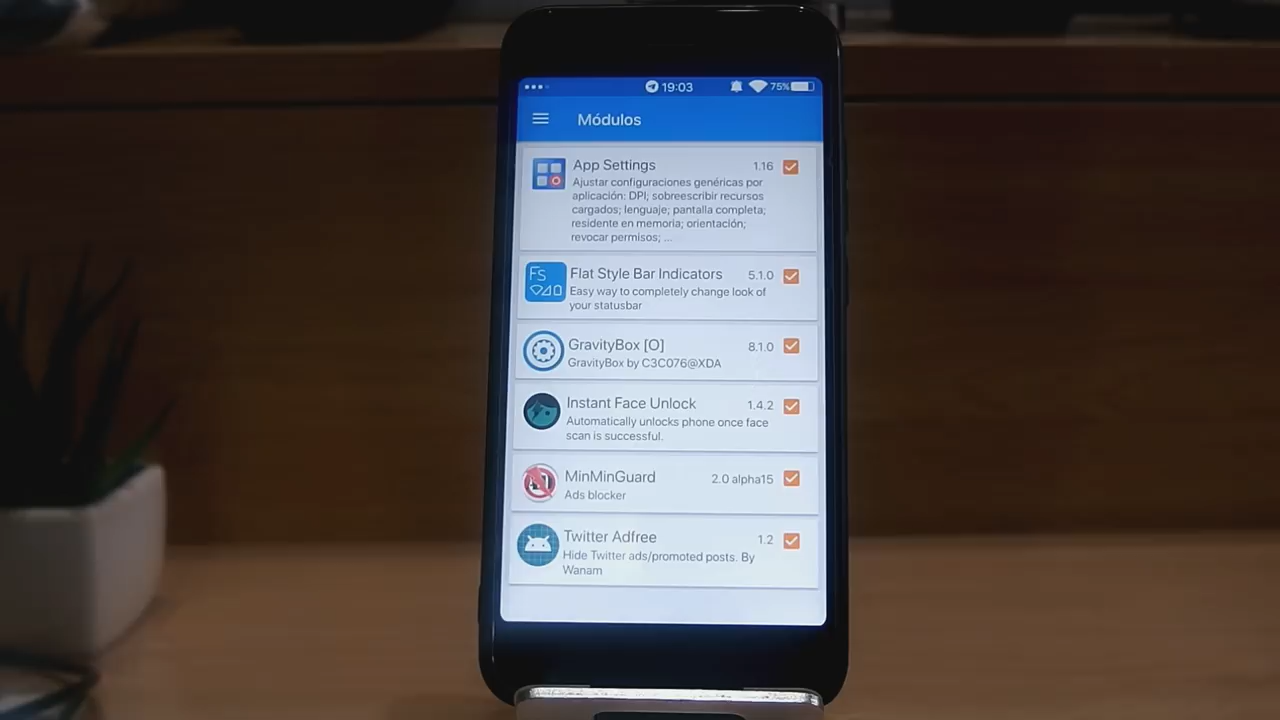 19:03
75%
Módulos
App Settings 1.16
Ajustar configuraciones genéricas por
aplicación: DPI; sobreescribir recursos
cargados; lenguaje; pantalla completa;
residente en memoria; orientación;
revocar permisos; ...
FS
Flat Style Bar Indicators 5.1.0
Easy way to completely change look of
your statusbar
GravityBox [O] 8.1.0
GravityBox by C3C076@XDA
Instant Face Unlock 1.4.2
Automatically unlocks phone once face
scan is successful.
MinMinGuard 2.0 alpha15
Ads blocker
Twitter Adfree 1.2
Hide Twitter ads/promoted posts. By
Wanam